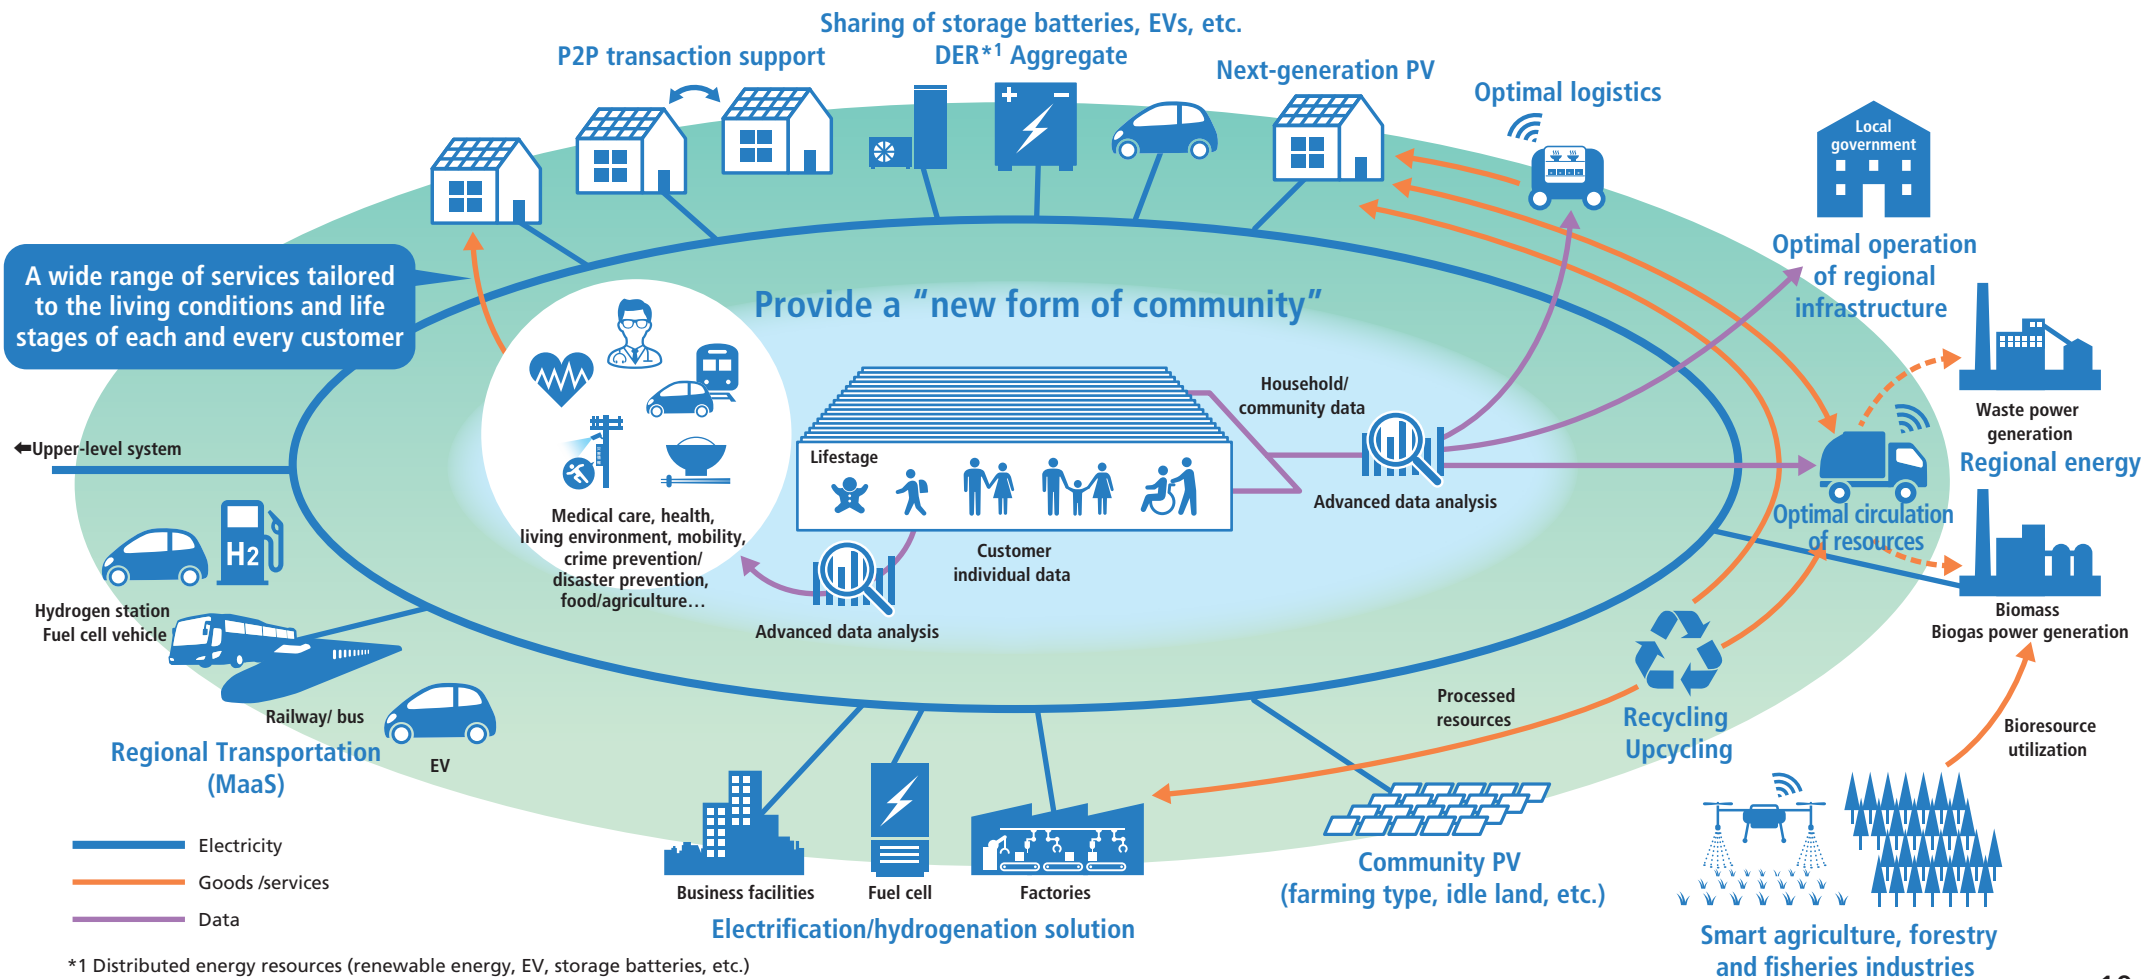 Sharing of storage batteries, EVs, etc.
DER*1 Aggregate
P2P transaction support
Next-generation PV
Optimal logistics
Local
government
Optimal operation
of regional
infrastructure
A wide range of services tailored
to the living conditions and life
stages of each and every customer
Provide a “new form of community”
Household/
community data
Waste power
generation
Regional energy
⬅Upper-level system
Lifestage
Advanced data analysis
Medical care, health,
living environment, mobility,
crime prevention/
disaster prevention,
food/agriculture…
Customer
individual data
Advanced data analysis
Optimal circulation
of resources
H2
Hydrogen station
Fuel cell vehicle
Biomass
Biogas power generation
Railway/ bus
Regional Transportation
(MaaS)
EV
Processed
resources
Recycling
Upcycling
Bioresource
utilization
Electricity
Goods /services
Data
Business facilities
Fuel cell
Factories
Electrification/hydrogenation solution
Community PV
(farming type, idle land, etc.)
Smart agriculture, forestry
and fisheries industries
*1 Distributed energy resources (renewable energy, EV, storage batteries, etc.)